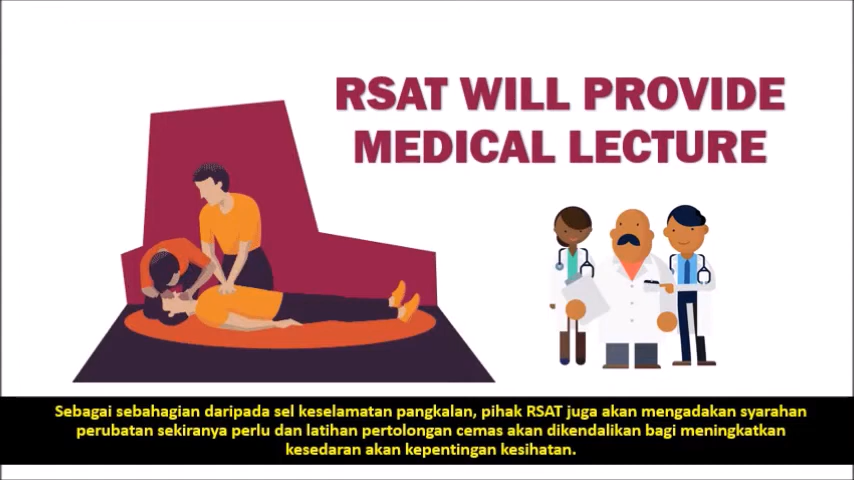 RSAT WILL PROVIDE
MEDICAL LECTURE
Sebagai sebahagian daripada sel keselamatan pangkalan, pihak RSAT juga akan mengadakan syarahan
perubatan sekiranya perlu dan latihan pertolongan cemas akan dikendalikan bagi meningkatkan
kesedaran akan kepentingan kesihatan.